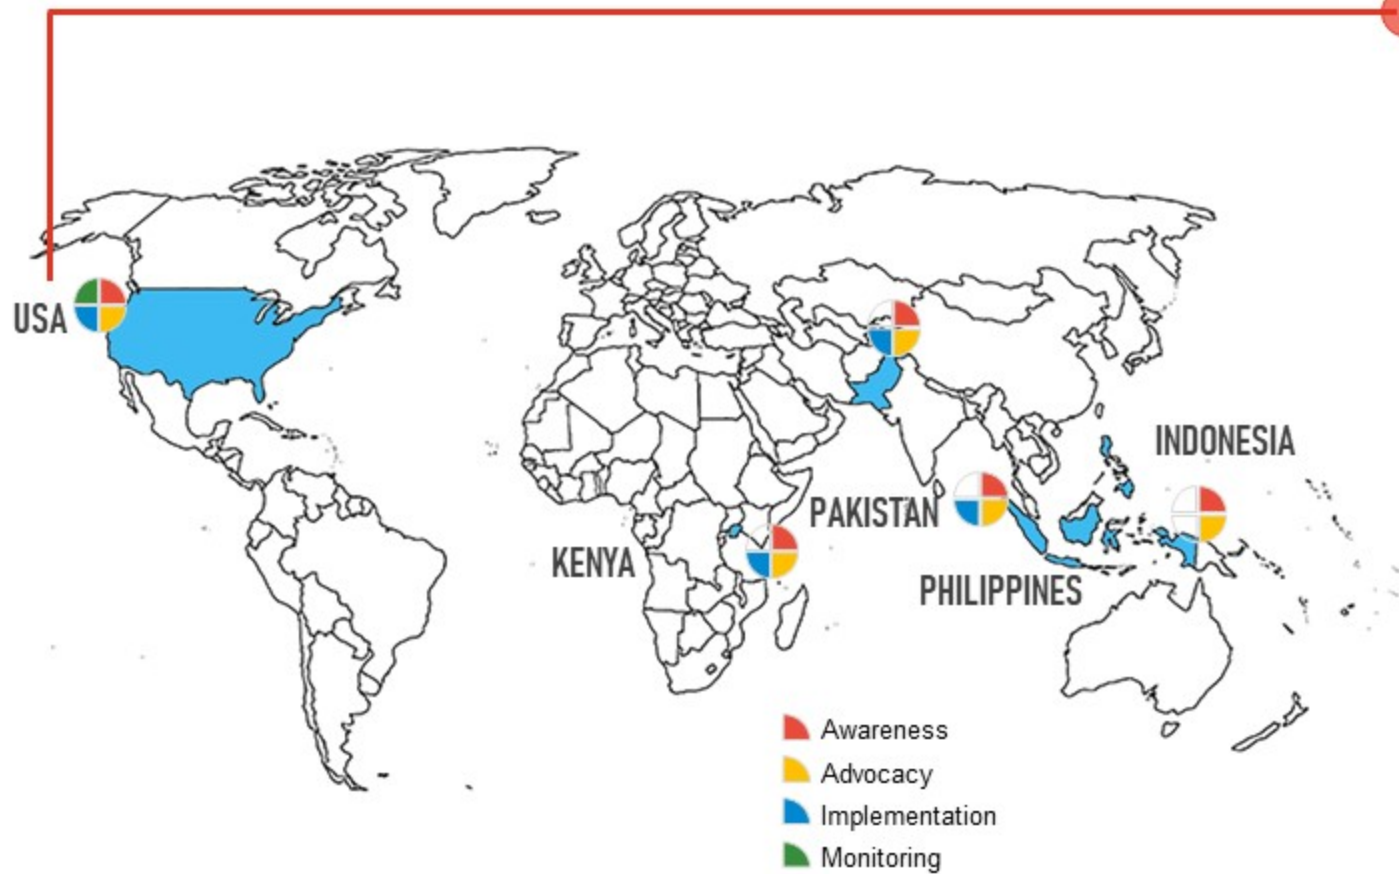 USA
INDONESIA
PAKISTAN
KENYA
PHILIPPINES
Awareness
Advocacy
Implementation
Monitoring